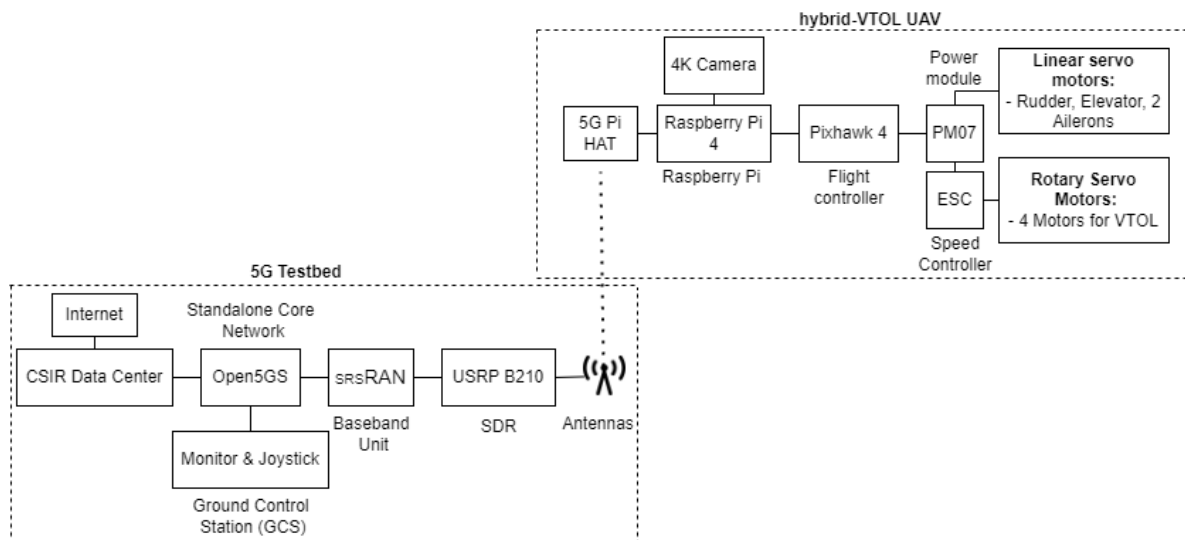 hybrid-VTOL UAV
4K Camera
Power
module
Linear servo
motors:
- Rudder, Elevator, 2
Ailerons
5G Pi
HAT
Raspberry Pi
4
Pixhawk 4
PM07
Raspberry Pi
Flight
controller
ESC
Rotary Servo
Motors:
- 4 Motors for VTOL
Speed
Controller
5G Testbed
Internet
Standalone Core
Network
CSIR Data Center
Open5GS
SRSRAN
USRP B210
Baseband
Unit
SDR
Antennas
Monitor & Joystick
Ground Control
Station (GCS)